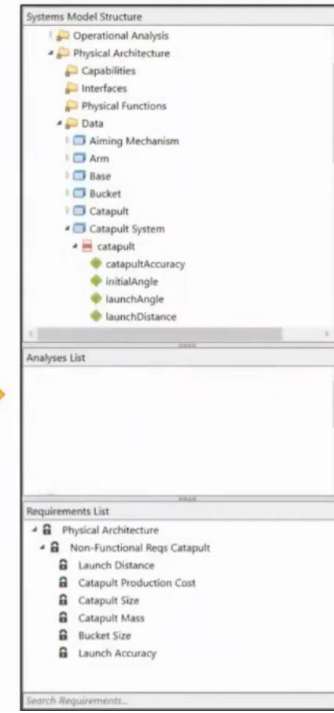 Systems Model Structure
Operational Analysis
Physical Architecture
Capabilities
Interfaces
Physical Functions
Data
Aiming Mechanism
Arm
Base
Bucket
Catapult
Catapult System
catapult
catapultAccuracy
initialAngle
launchAngle
launchDistance
Analyses List
Requirements List
Physical Architecture
Non-Functional Reqs Catapult
Launch Distance
Catapult Production Cost
Catapult Size
Catapult Mass
Bucket Size
Launch Accuracy
Search Requirements...